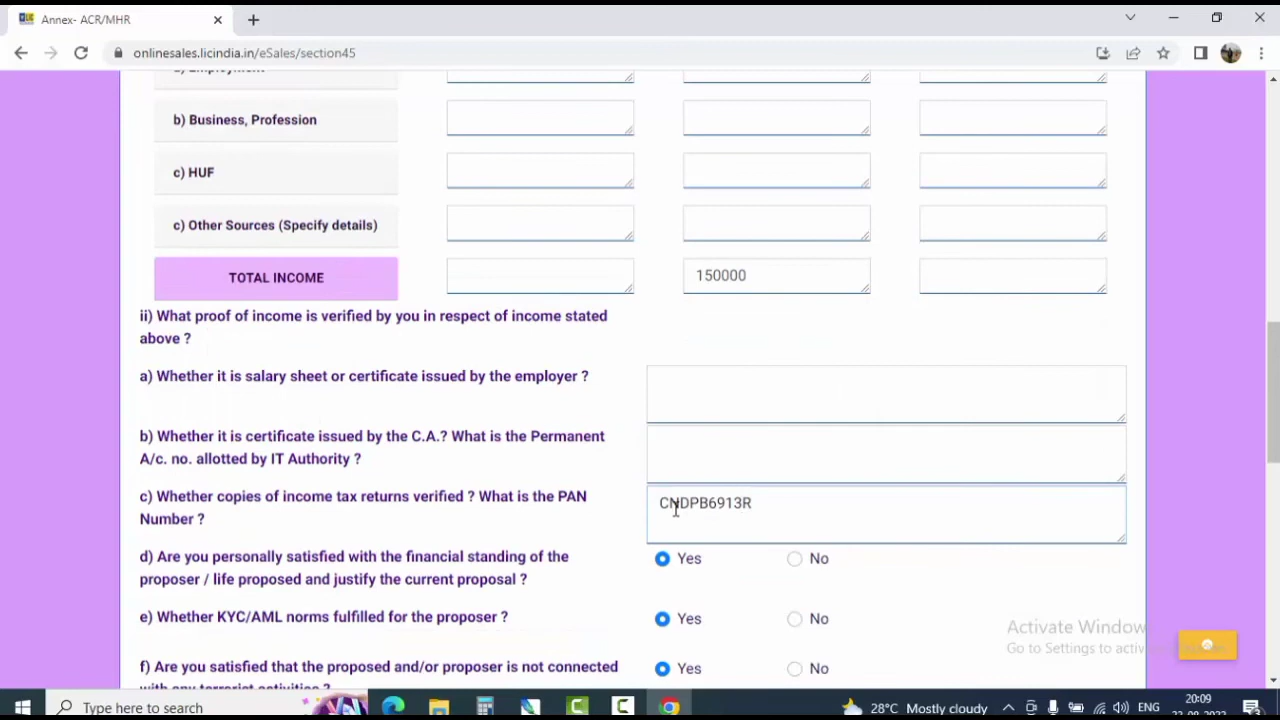 Annex- ACR/MHR
onlinesales.licindia.in/eSales/section45
b) Business, Profession
c) HUF
c) Other Sources (Specify details)
TOTAL INCOME
150000
ii) What proof of income is verified by you in respect of income stated
above ?
a) Whether it is salary sheet or certificate issued by the employer ?
b) Whether it is certificate issued by the C.A.? What is the Permanent
A/c. no. allotted by IT Authority ?
c) Whether copies of income tax returns verified ? What is the PAN
Number ?
CNDPB6913R
d) Are you personally satisfied with the financial standing of the
proposer / life proposed and justify the current proposal ?
Yes No
e) Whether KYC/AML norms fulfilled for the proposer ?
Yes No
f) Are you satisfied that the proposed and/or proposer is not connected
with any terrorist activities ?
Yes No
Activate Window
Go to Settings to activ
Type here to search
28°C Mostly cloudy
ENG
20:09